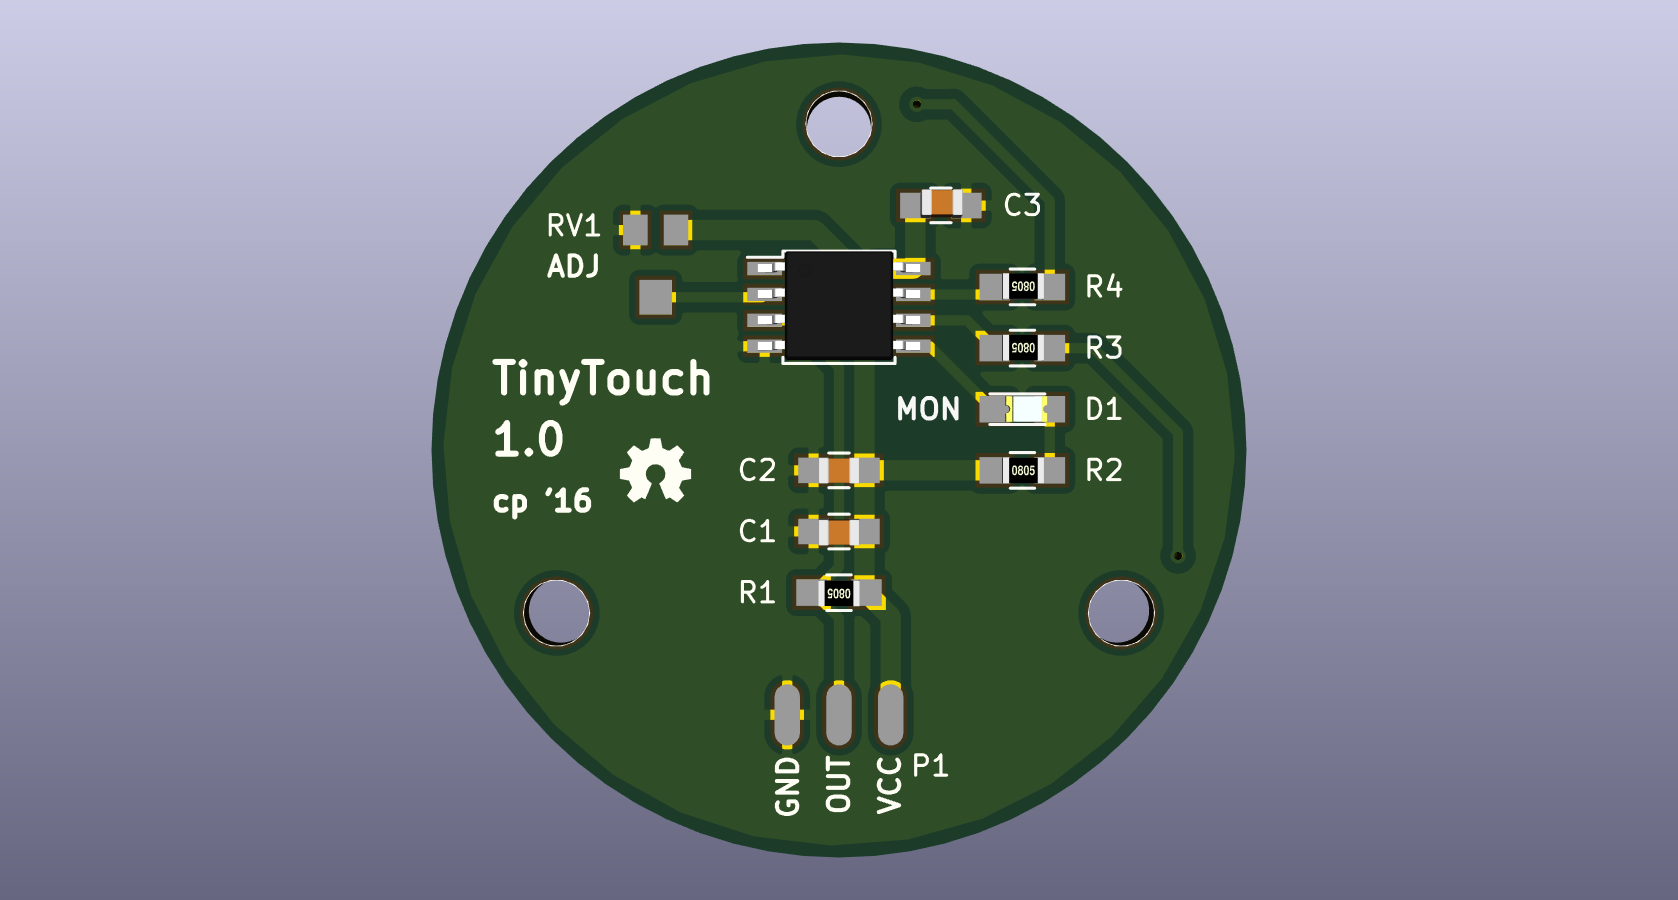 C3
RV1
ADJ
0805
R4
0805
R3
TinyTouch
MON
D1
1.0
C2
0805
R2
cp '16
C1
R1
0805
GND
OUT
VCC
P1